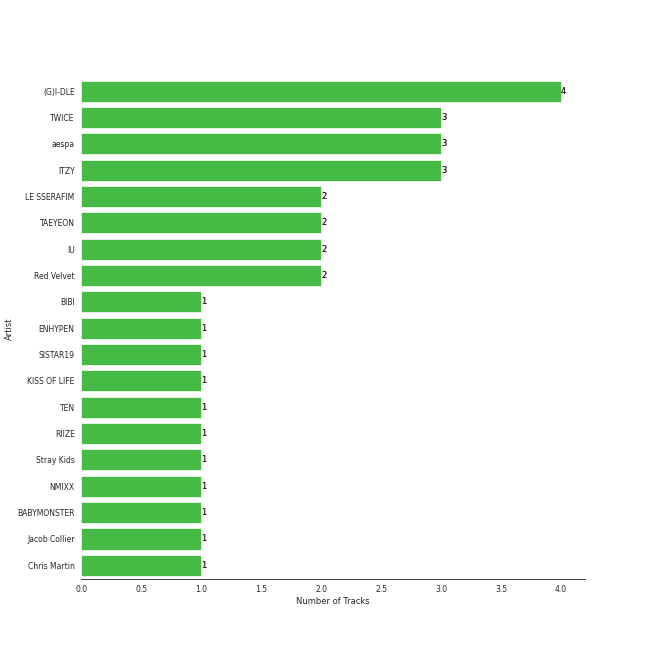 (G)I-DLE 4
TWICE 3
aespa 3
ITZY 3
LE SSERAFIM 2
TAEYEON 2
IU 2
Red Velvet 2
BIBI 1
ENHYPEN 1
SISTAR19 1
KISS OF LIFE 1
TEN 1
RIIZE 1
Stray Kids 1
NMIXX 1
BABYMONSTER 1
Jacob Collier 1
Chris Martin 1
Artist
0.0 0.5 1.0 1.5 2.0 2.5 3.0 3.5 4.0
Number of Tracks